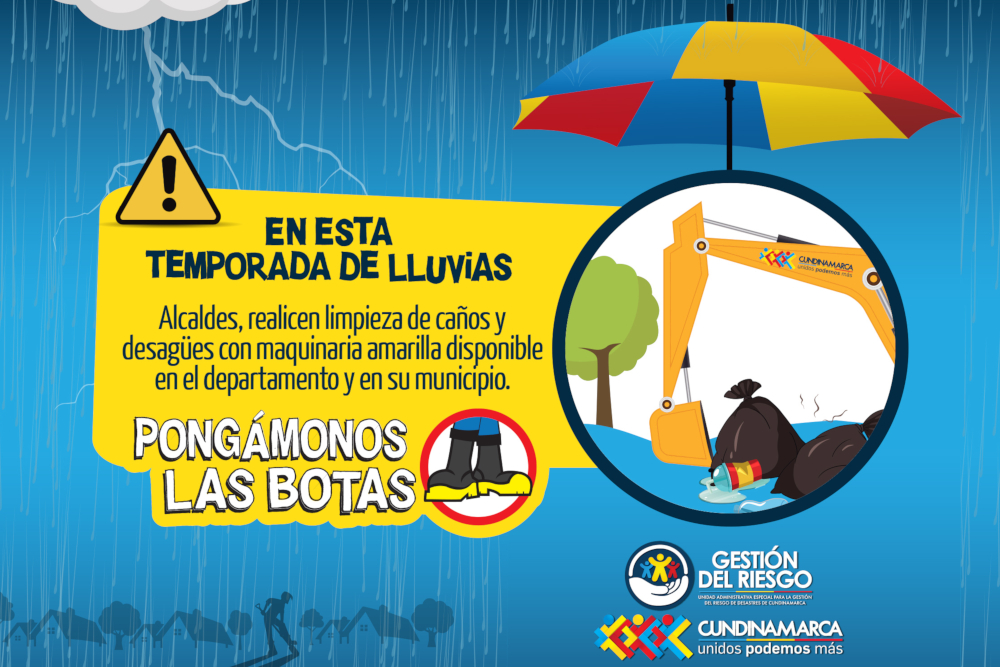 EN ESTA
TEMPORADA DE LLUViAS
Alcaldes, realicen limpieza de caños y
desagües con maquinaria amarilla disponible
en el departamento y en su municipio.
PONGÁMONOS
LAS BOTAS
CUNDINAMARCA
unidos podemos más
GESTIÓN
DEL RIESGO
UNIDAD ADMINISTRATIVA ESPECIAL PARA LA GESTIÓN
DEL RIESGO DE DESASTRES DE CUNDINAMARCA
CUNDINAMARCA
unidos podemos más